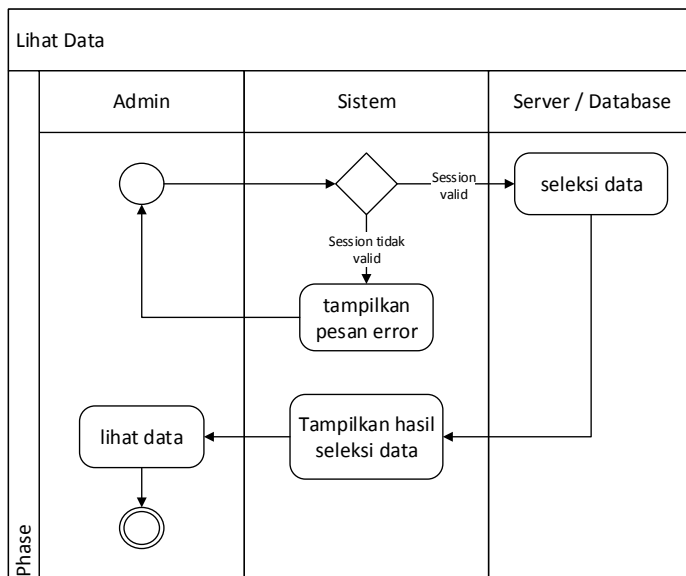 Lihat Data
Admin
Sistem
Server / Database
Session
valid
seleksi data
Session tidak
valid
tampilkan
pesan error
lihat data
Tampilkan hasil
seleksi data
Phase